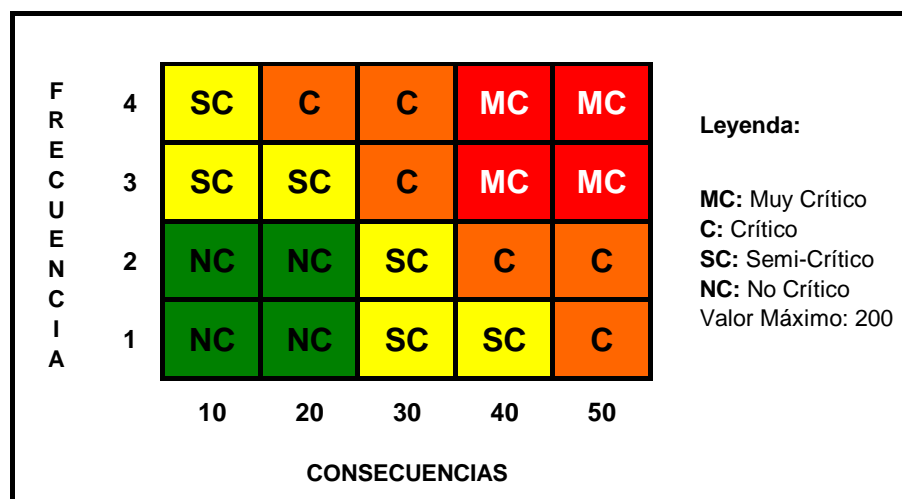 FRECUENCIA
4 SC C C MC MC
3 SC SC C MC MC
2 NC NC SC C C
1 NC NC SC SC C
10 20 30 40 50
CONSECUENCIAS
Leyenda:
MC: Muy Crítico
C: Crítico
SC: Semi-Crítico
NC: No Crítico
Valor Máximo: 200